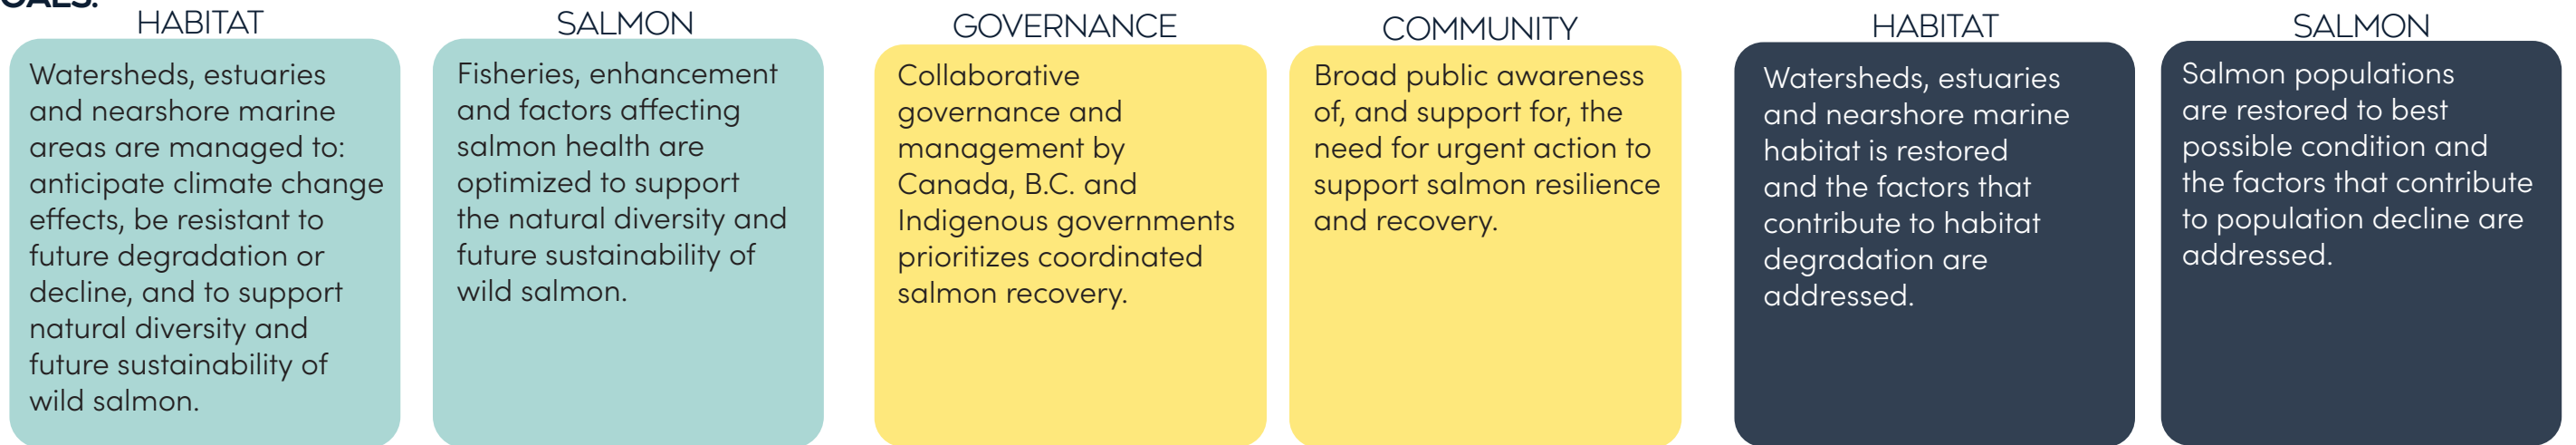 HABITAT
Watersheds, estuaries
and nearshore marine
areas are managed to:
anticipate climate change
effects, be resistant to
future degradation or
decline, and to support
natural diversity and
future sustainability of
wild salmon.
SALMON
Fisheries, enhancement
and factors affecting
salmon health are
optimized to support
the natural diversity and
future sustainability of
wild salmon.
GOVERNANCE
Collaborative
governance and
management by
Canada, B.C. and
Indigenous governments
prioritizes coordinated
salmon recovery.
COMMUNITY
Broad public awareness
of, and support for, the
need for urgent action to
support salmon resilience
and recovery.
HABITAT
Watersheds, estuaries
and nearshore marine
habitat is restored
and the factors that
contribute to habitat
degradation are
addressed.
SALMON
Salmon populations
are restored to best
possible condition and
the factors that contribute
to population decline are
addressed.